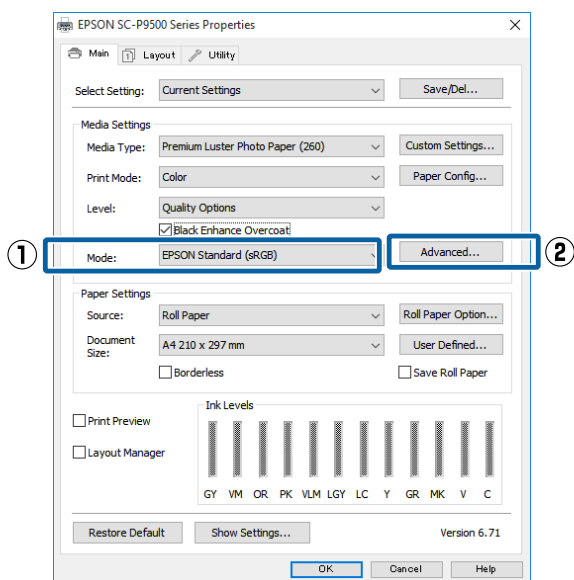 EPSON SC-P9500 Series Properties
Main Layout Utility
Select Setting: Current Settings Save/Del...
Media Settings
Media Type: Premium Luster Photo Paper (260) Custom Settings...
Print Mode: Color Paper Config...
Level: Quality Options
Black Enhance Overcoat
① Mode: EPSON Standard (sRGB) Advanced... ②
Paper Settings
Source: Roll Paper Roll Paper Option...
Document Size: A4 210 x 297 mm User Defined...
Borderless Save Roll Paper
Ink Levels
Print Preview
Layout Manager
GY VM OR PK VLM LGY LC Y GR MK V C
Restore Default Show Settings... Version 6.71
OK Cancel Help